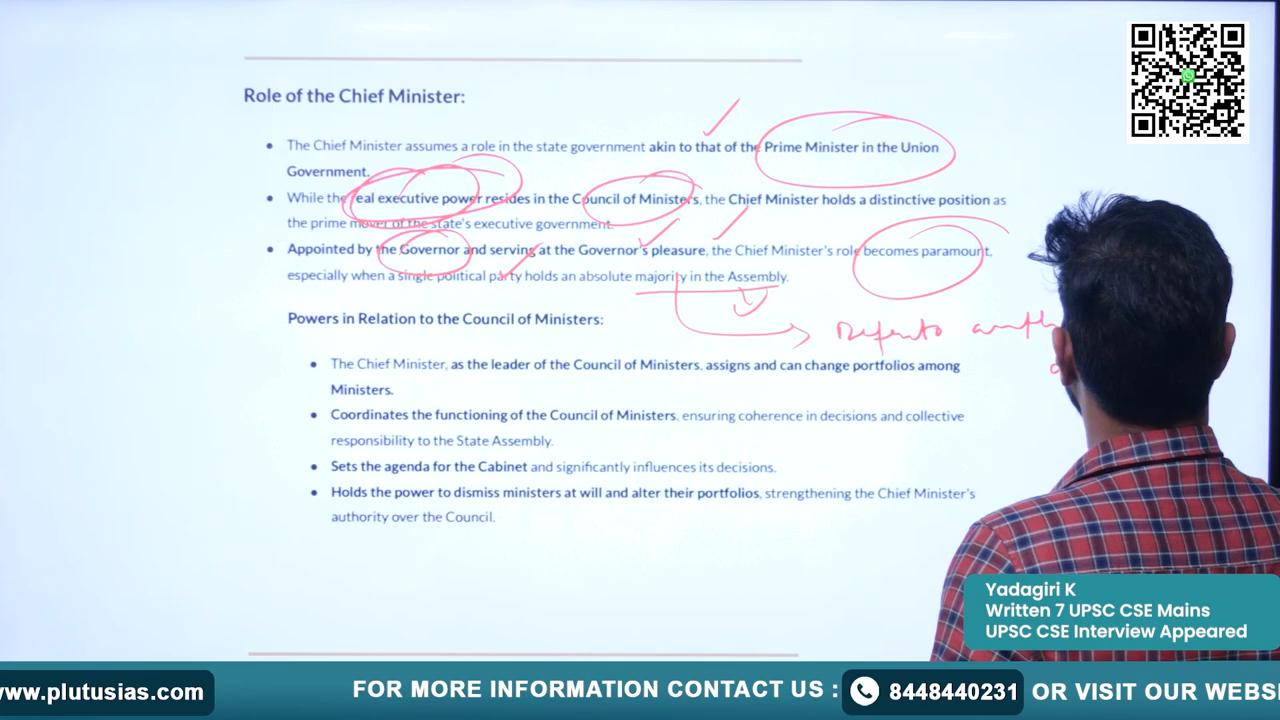 Role of the Chief Minister:
The Chief Minister assumes a role in the state government akin to that of the Prime Minister in the Union
Government.
While the real executive power resides in the Council of Ministers, the Chief Minister holds a distinctive position as
the prime mover of the state's executive government.
Appointed by the Governor and serving at the Governor's pleasure, the Chief Minister's role becomes paramount,
especially when a single political party holds an absolute majority in the Assembly.
Powers in Relation to the Council of Ministers:
The Chief Minister, as the leader of the Council of Ministers, assigns and can change portfolios among
Ministers.
Coordinates the functioning of the Council of Ministers, ensuring coherence in decisions and collective
responsibility to the State Assembly.
Sets the agenda for the Cabinet and significantly influences its decisions.
Holds the power to dismiss ministers at will and alter their portfolios, strengthening the Chief Minister's
authority over the Council.
Yadagiri K
Written 7 UPSC CSE Mains
UPSC CSE Interview Appeared
www.plutusias.com
FOR MORE INFORMATION CONTACT US :
8448440231
OR VISIT OUR WEBSI